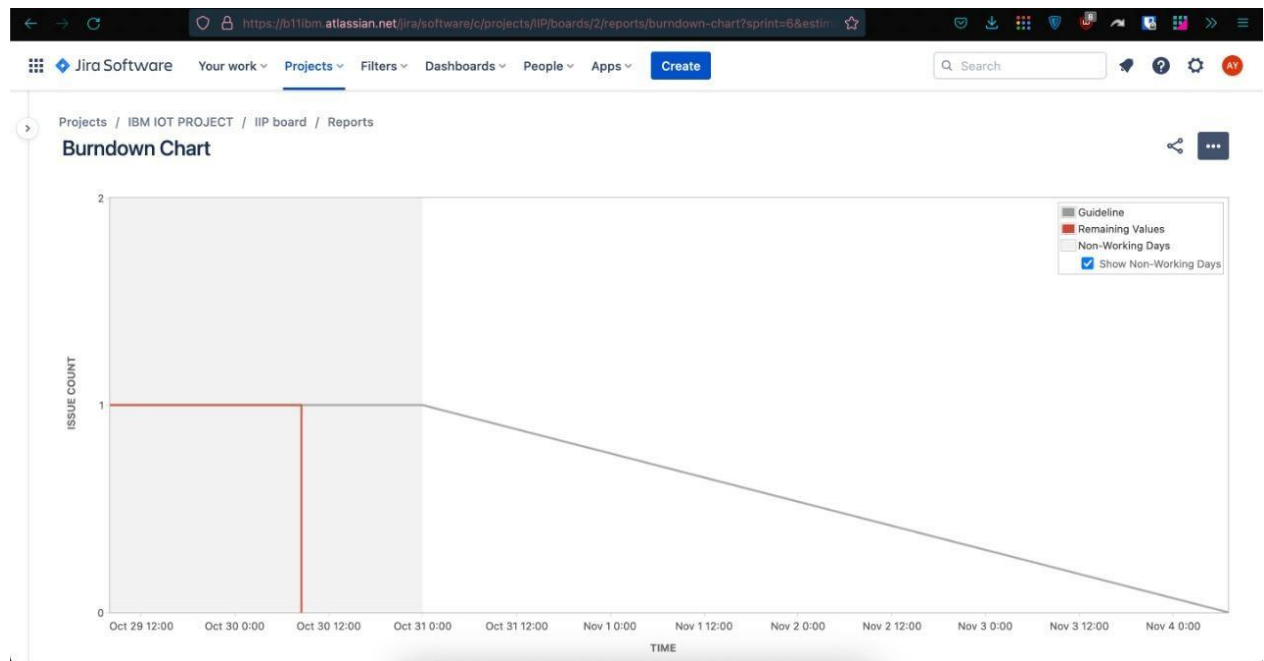 https://b11ibm.atlassian.net/jira/software/c/projects/IIP/boards/2/reports/burndown-chart?sprint=6&estim
Jira Software Your work Projects Filters Dashboards People Apps Create Search AY
Projects / IBM IOT PROJECT / IIP board / Reports
Burndown Chart
2
Guideline
Remaining Values
Non-Working Days
Show Non-Working Days
ISSUE COUNT
1
0
Oct 29 12:00 Oct 30 0:00 Oct 30 12:00 Oct 31 0:00 Oct 31 12:00 Nov 1 0:00 Nov 1 12:00 Nov 2 0:00 Nov 2 12:00 Nov 3 0:00 Nov 3 12:00 Nov 4 0:00
TIME